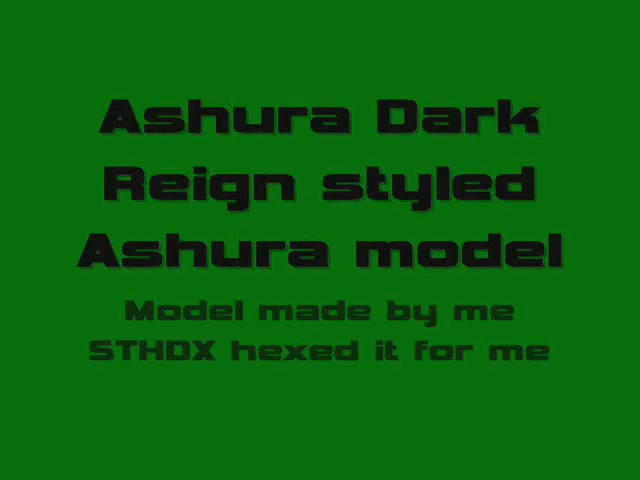 Ashura Dark
Reign styled
Ashura model
Model made by me
STHDX hexed it for me